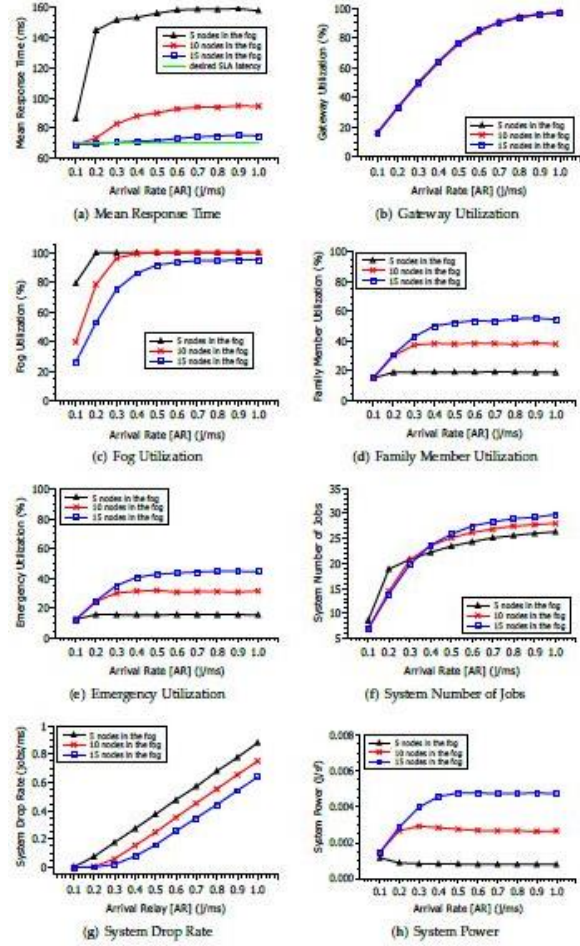 160
140
120
100
80
60
Mean Response Time (ms)
5 nodes in the fog
10 nodes in the fog
15 nodes in the fog
desired SLA latency
0.1 0.2 0.3 0.4 0.5 0.6 0.7 0.8 0.9 1.0
Arrival Rate [AR] (j/ms)
(a) Mean Response Time
100
80
60
40
20
0
Gateway Utilization (%)
5 nodes in the fog
10 nodes in the fog
15 nodes in the fog
0.1 0.2 0.3 0.4 0.5 0.6 0.7 0.8 0.9 1.0
Arrival Rate [AR] (j/ms)
(b) Gateway Utilization
100
80
60
40
20
0
Fog Utilization (%)
5 nodes in the fog
10 nodes in the fog
15 nodes in the fog
0.1 0.2 0.3 0.4 0.5 0.6 0.7 0.8 0.9 1.0
Arrival Rate [AR] (j/ms)
(c) Fog Utilization
100
80
60
40
20
0
Family Member Utilization (%)
5 nodes in the fog
10 nodes in the fog
15 nodes in the fog
0.1 0.2 0.3 0.4 0.5 0.6 0.7 0.8 0.9 1.0
Arrival Rate [AR] (j/ms)
(d) Family Member Utilization
100
80
60
40
20
0
Emergency Utilization (%)
5 nodes in the fog
10 nodes in the fog
15 nodes in the fog
0.1 0.2 0.3 0.4 0.5 0.6 0.7 0.8 0.9 1.0
Arrival Rate [AR] (j/ms)
(e) Emergency Utilization
35
30
25
20
15
10
5
System Number of Jobs
5 nodes in the fog
10 nodes in the fog
15 nodes in the fog
0.1 0.2 0.3 0.4 0.5 0.6 0.7 0.8 0.9 1.0
Arrival Rate [AR] (j/ms)
(f) System Number of Jobs
1
0.8
0.6
0.4
0.2
0
System Drop Rate (jobs/ms)
5 nodes in the fog
10 nodes in the fog
15 nodes in the fog
0.1 0.2 0.3 0.4 0.5 0.6 0.7 0.8 0.9 1.0
Arrival Relay [AR] (j/ms)
(g) System Drop Rate
0.008
0.006
0.004
0.002
0.000
System Power
5 nodes in the fog
10 nodes in the fog
15 nodes in the fog
0.1 0.2 0.3 0.4 0.5 0.6 0.7 0.8 0.9 1.0
Arrival Rate [AR] (j/ms)
(h) System Power